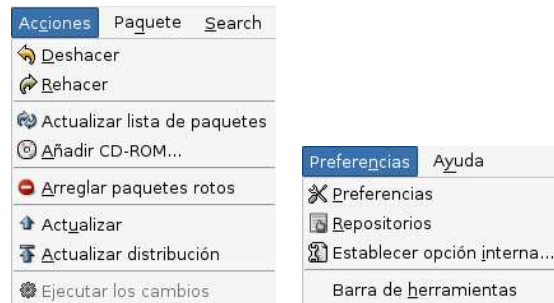 Acciones Paquete Search
Deshacer
Rehacer
Actualizar lista de paquetes
Añadir CD-ROM...
Arreglar paquetes rotos
Actualizar
Actualizar distribución
Ejecutar los cambios
Preferencias Ayuda
Preferencias
Repositorios
Establecer opción interna...
Barra de herramientas